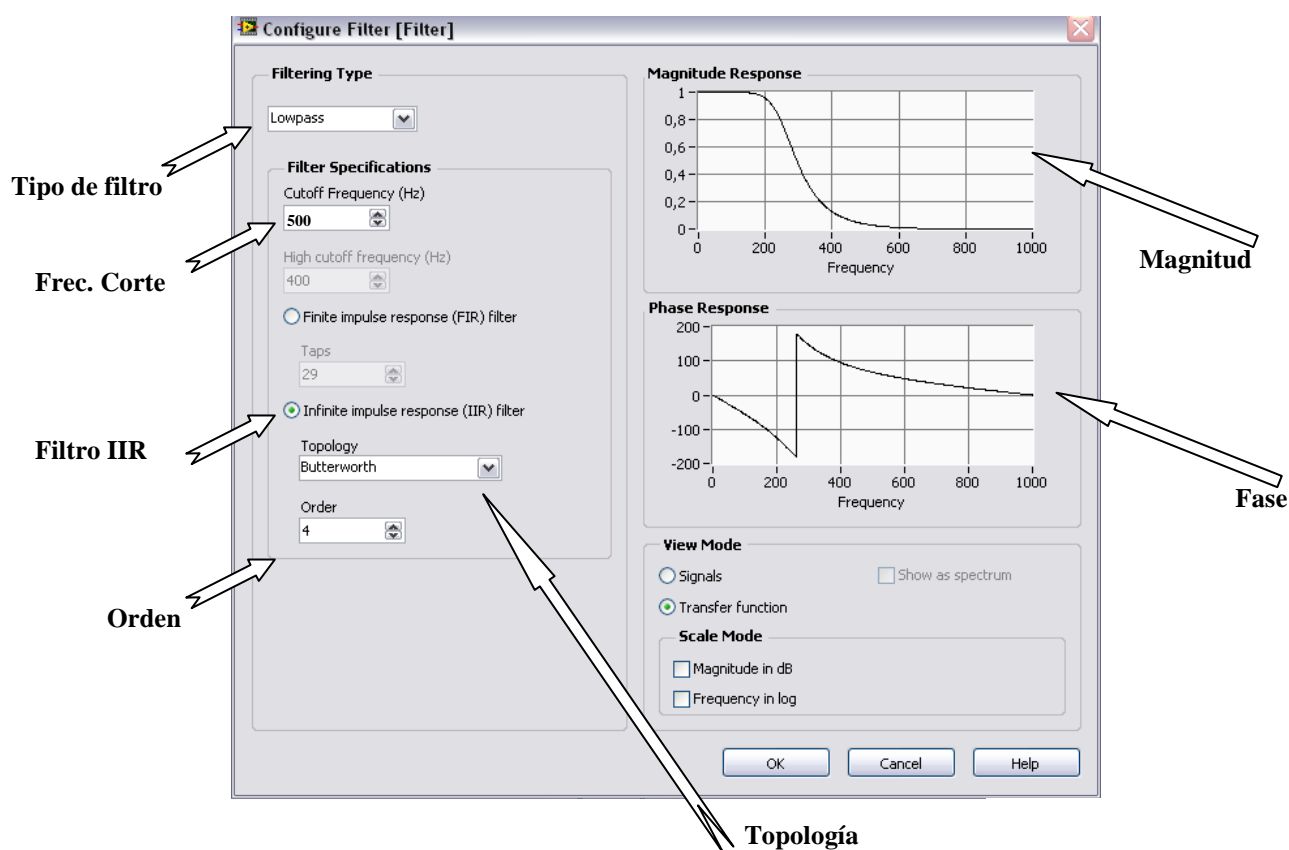 Configure Filter [Filter]
Filtering Type
Lowpass
Tipo de filtro
Filter Specifications
Cutoff Frequency (Hz)
500
Frec. Corte
High cutoff frequency (Hz)
400
Finite impulse response (FIR) filter
Taps
29
Infinite impulse response (IIR) filter
Filtro IIR
Topology
Butterworth
Order
4
Orden
Magnitude Response
1
0,8
0,6
0,4
0,2
0
0 200 400 600 800 1000
Frequency
Magnitud
Phase Response
200
100
0
-100
-200
0 200 400 600 800 1000
Frequency
Fase
View Mode
Signals Show as spectrum
Transfer function
Scale Mode
Magnitude in dB
Frequency in log
OK Cancel Help
Topología